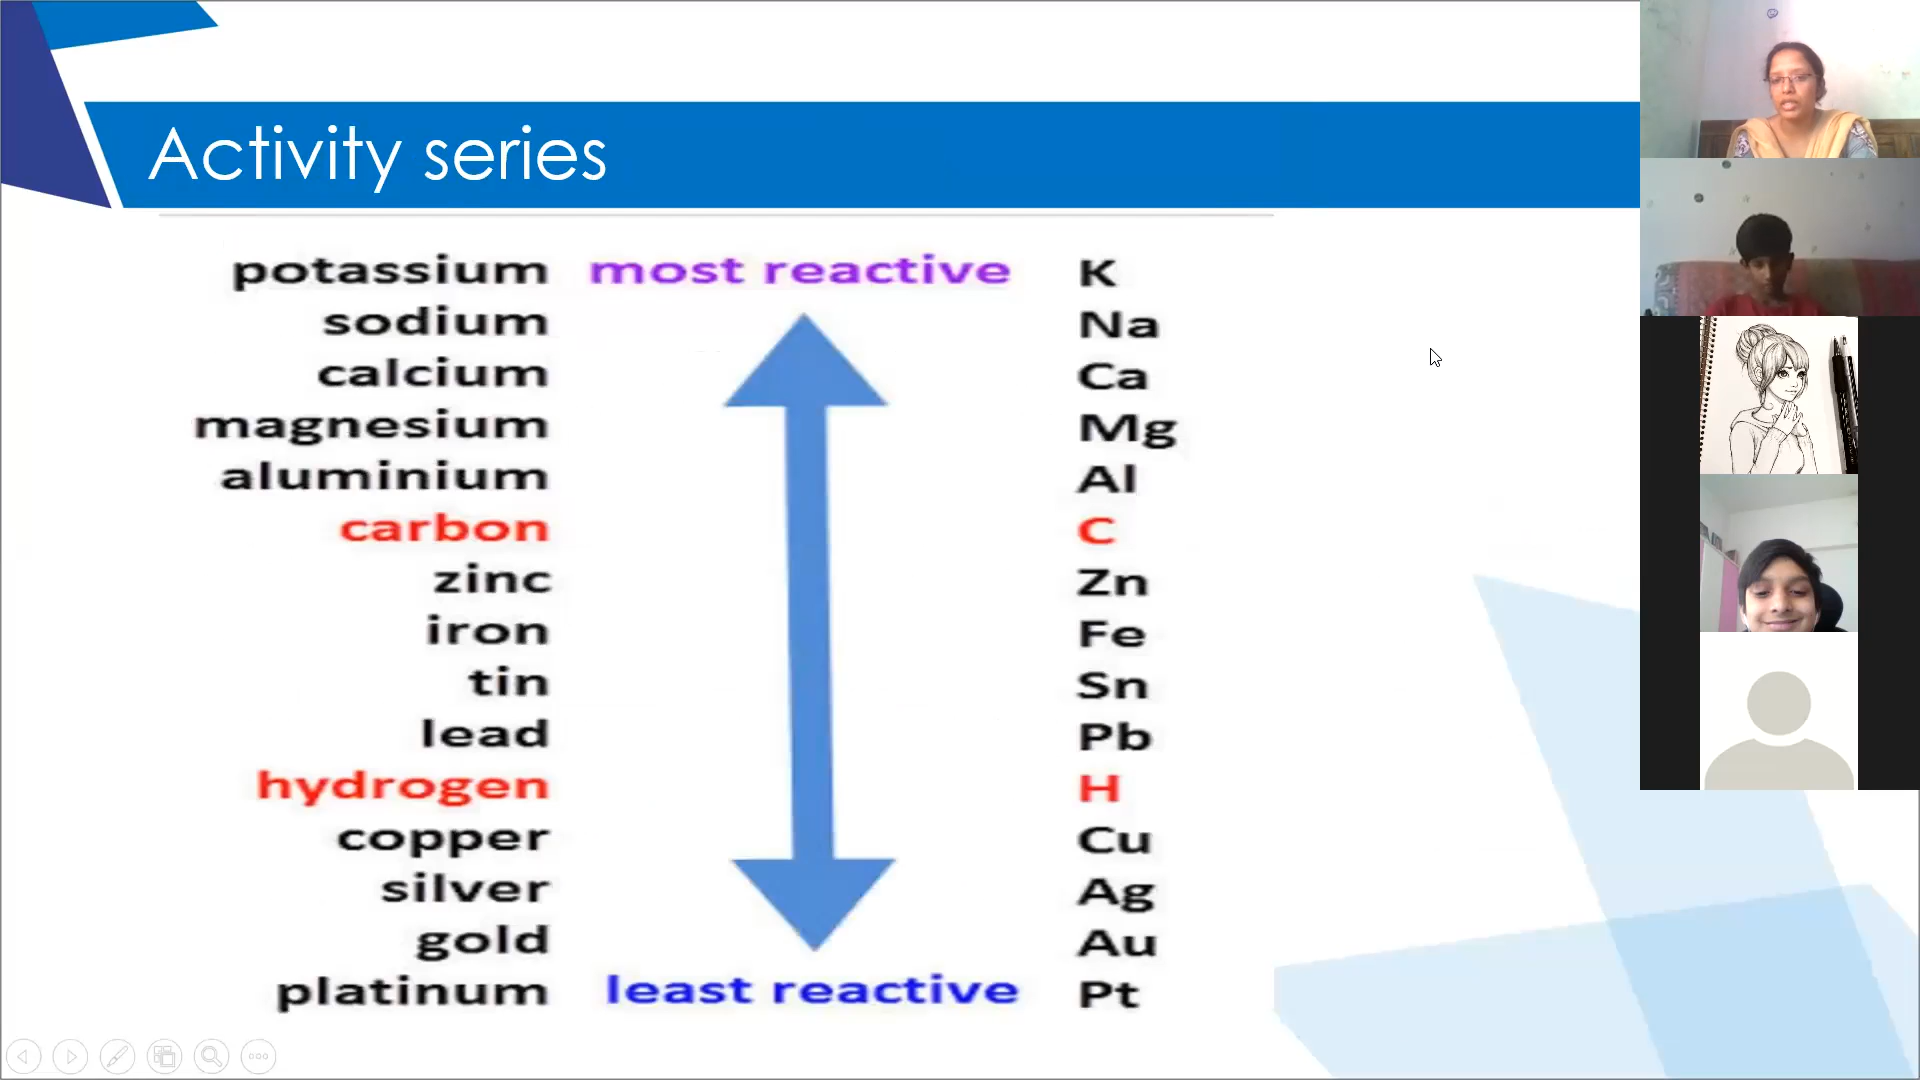 Activity series
potassium most reactive K
sodium Na
calcium Ca
magnesium Mg
aluminium Al
carbon C
zinc Zn
iron Fe
tin Sn
lead Pb
hydrogen H
copper Cu
silver Ag
gold Au
platinum least reactive Pt